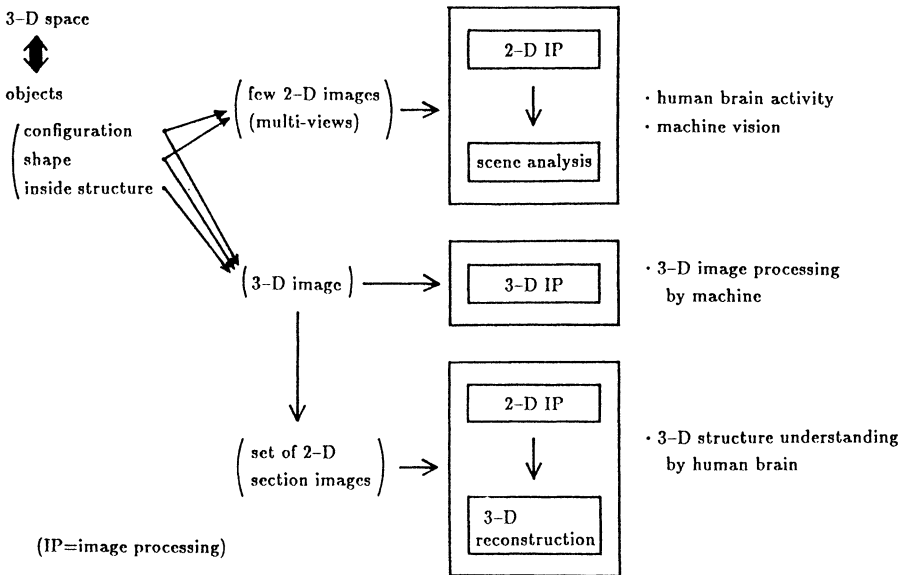 3-D space
objects
configuration
shape
inside structure
few 2-D images
(multi-views)
2-D IP
scene analysis
· human brain activity
· machine vision
3-D image
3-D IP
· 3-D image processing
by machine
set of 2-D
section images
2-D IP
3-D
reconstruction
· 3-D structure understanding
by human brain
(IP=image processing)